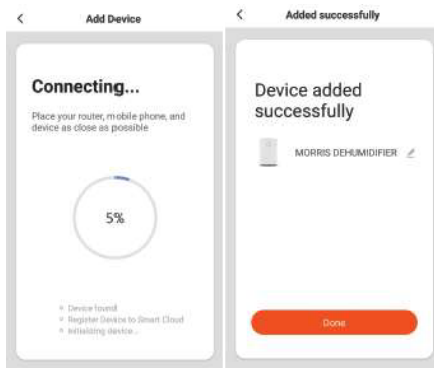 Add Device
Connecting...
Place your router, mobile phone, and
device as close as possible
5%
Device found
Register Device to Smart Cloud
Initializing device...
Added successfully
Device added
successfully
MORRIS DEHUMIDIFIER
Done